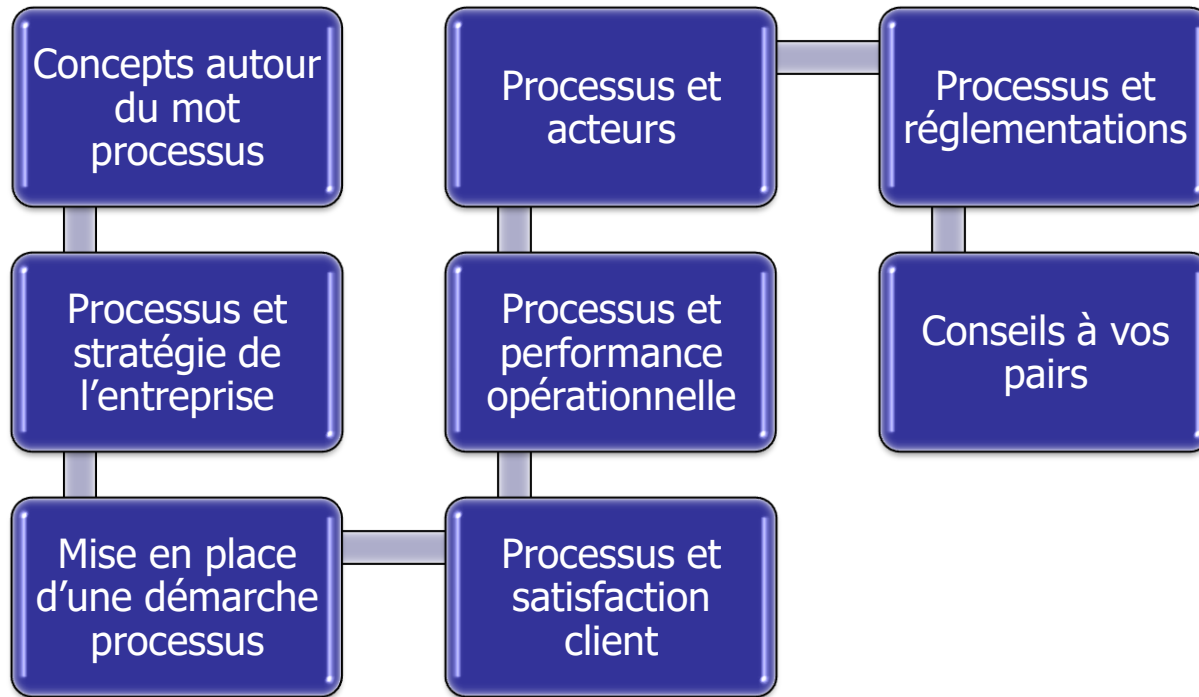 Concepts autour
du mot
processus
Processus et
stratégie de
l’entreprise
Mise en place
d’une démarche
processus
Processus et
satisfaction
client
Processus et
performance
opérationnelle
Processus et
acteurs
Processus et
réglementations
Conseils à vos
pairs